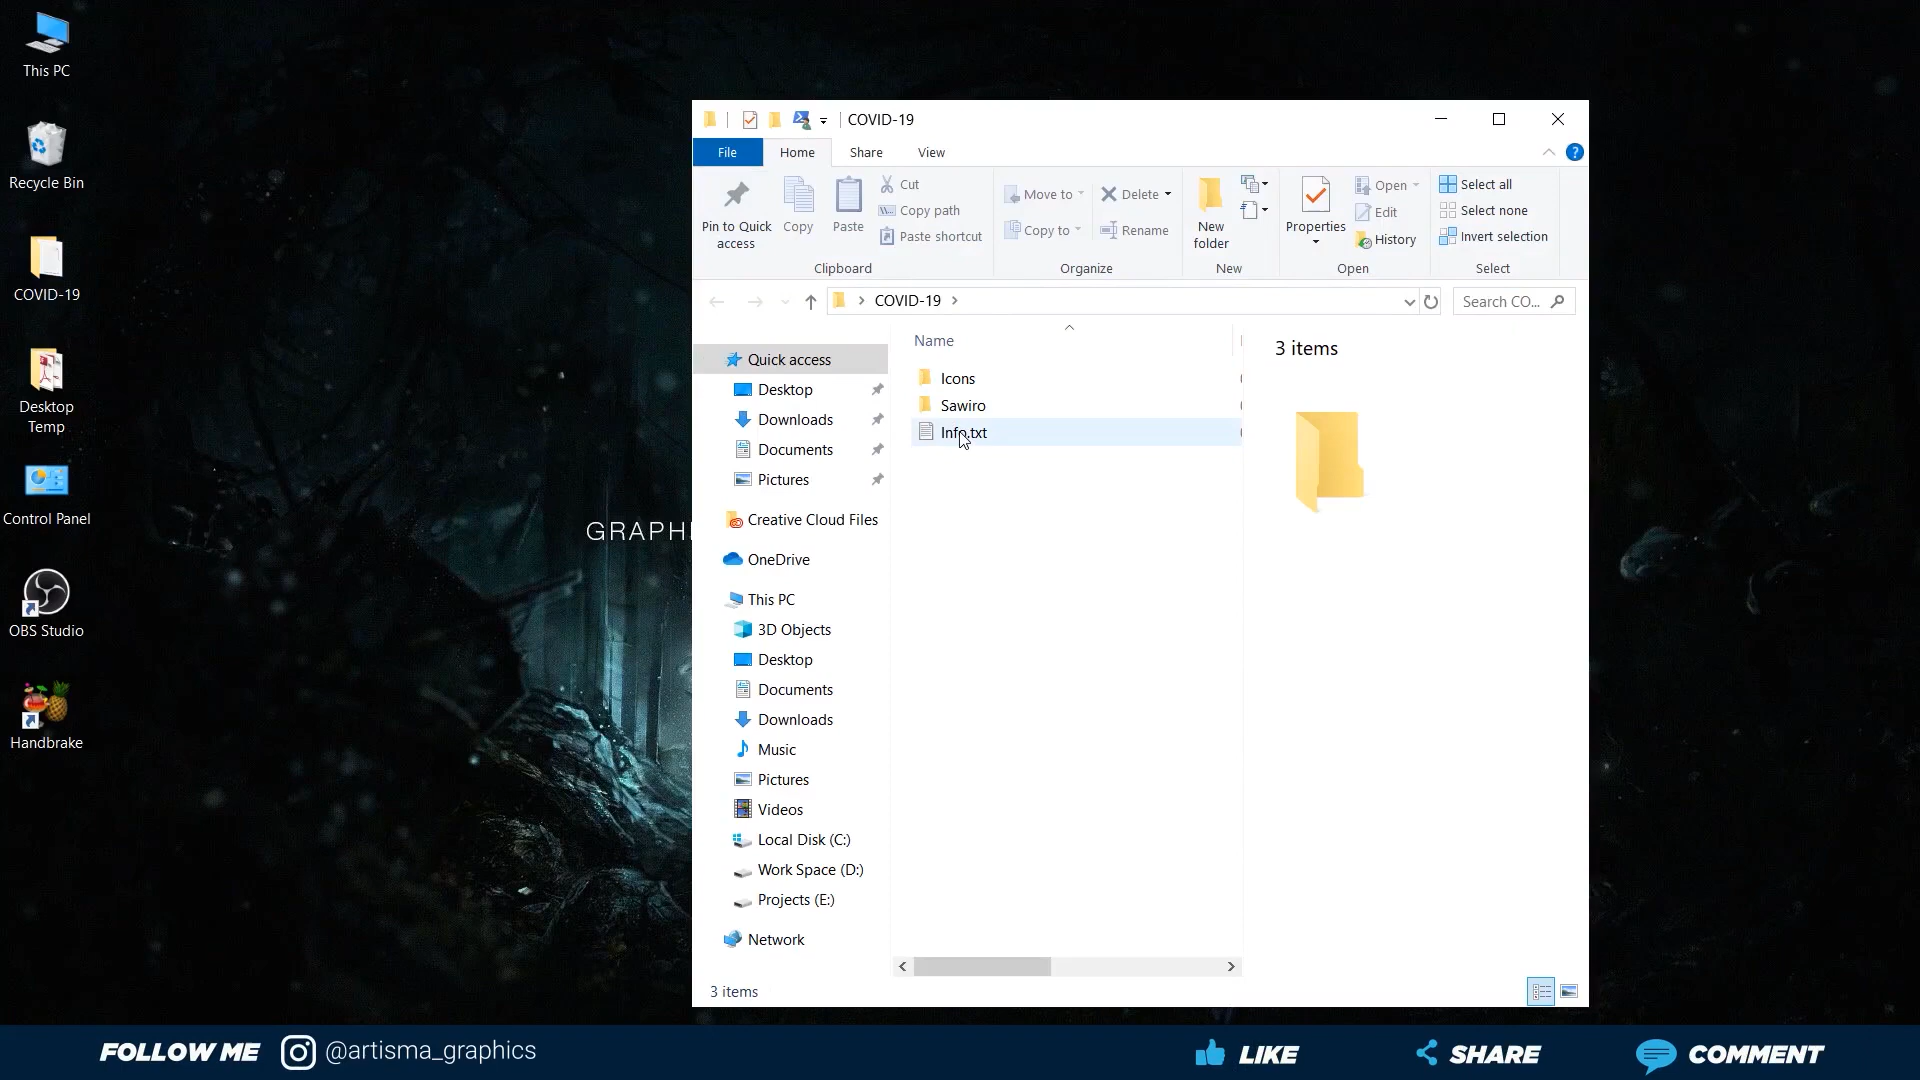 This PC
Recycle Bin
COVID-19
Desktop
Temp
Control Panel
OBS Studio
Handbrake
GRAPHI
COVID-19
File Home Share View
Pin to Quick
access
Copy
Paste
Cut
Copy path
Paste shortcut
Clipboard
Move to
Copy to
Delete
Rename
Organize
New
folder
New
Properties
Open
Edit
History
Open
Select all
Select none
Invert selection
Select
COVID-19
Search CO...
Quick access
Desktop
Downloads
Documents
Pictures
Creative Cloud Files
OneDrive
This PC
3D Objects
Desktop
Documents
Downloads
Music
Pictures
Videos
Local Disk (C:)
Work Space (D:)
Projects (E:)
Network
Name
Icons
Sawiro
Info.txt
3 items
3 items
FOLLOW ME @artisma_graphics LIKE SHARE COMMENT